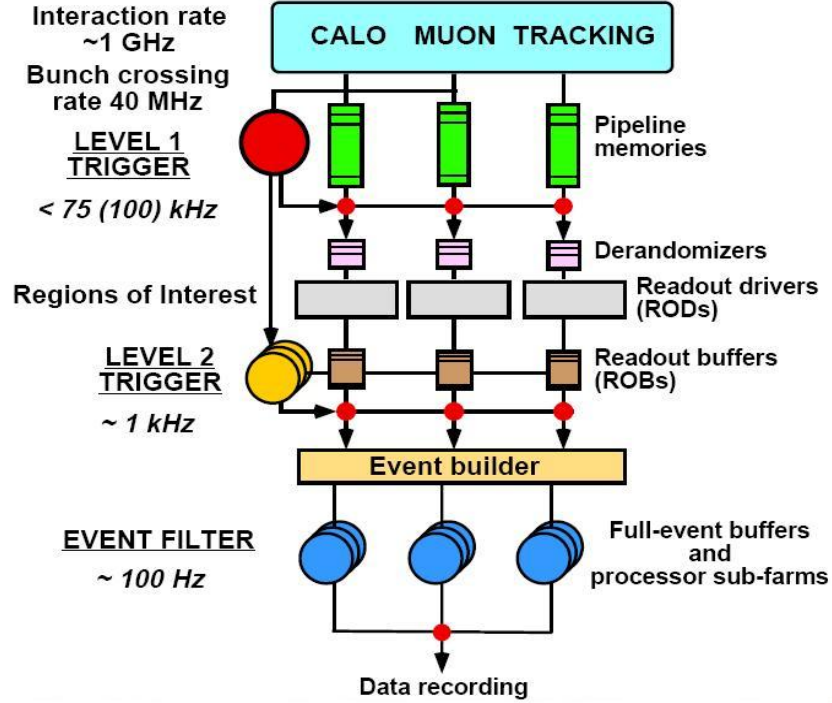 Interaction rate
~1 GHz
CALO MUON TRACKING
Bunch crossing
rate 40 MHz
LEVEL 1
TRIGGER
< 75 (100) kHz
Pipeline
memories
Derandomizers
Regions of Interest
Readout drivers
(RODs)
LEVEL 2
TRIGGER
~ 1 kHz
Readout buffers
(ROBs)
Event builder
EVENT FILTER
~ 100 Hz
Full-event buffers
and
processor sub-farms
Data recording